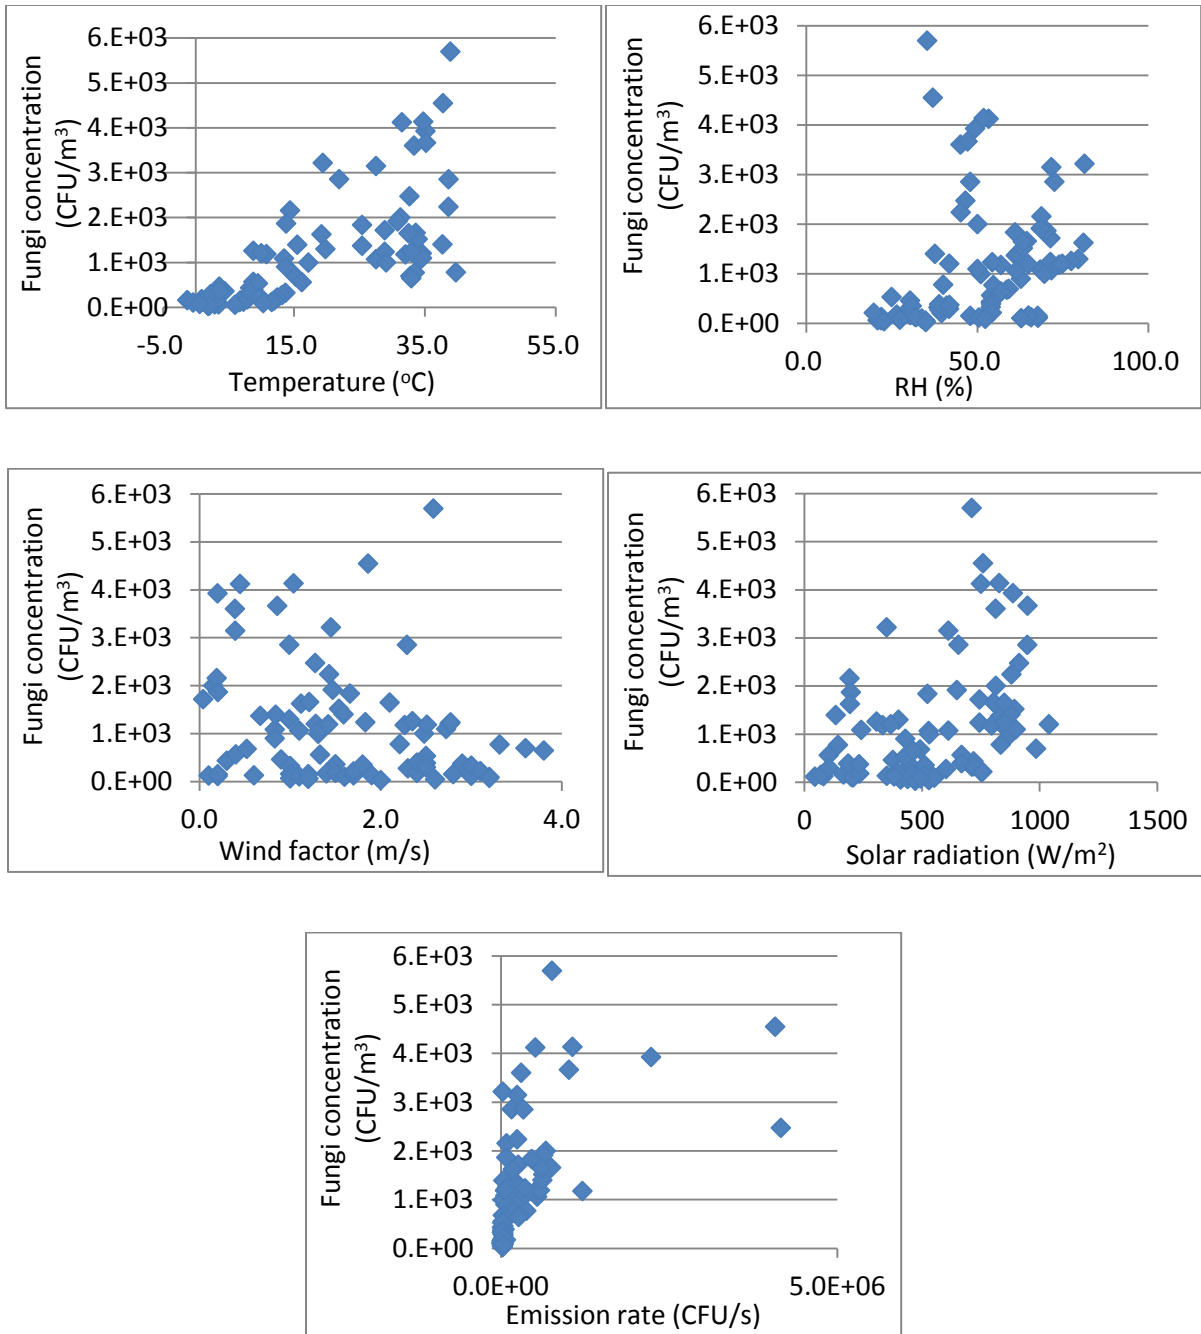 Fungi concentration
(CFU/m³)
6.E+03
5.E+03
4.E+03
3.E+03
2.E+03
1.E+03
0.E+00
-5.0 15.0 35.0 55.0
Temperature (ºC)
Fungi concentration
(CFU/m³)
6.E+03
5.E+03
4.E+03
3.E+03
2.E+03
1.E+03
0.E+00
0.0 50.0 100.0
RH (%)
Fungi concentration
(CFU/m³)
6.E+03
5.E+03
4.E+03
3.E+03
2.E+03
1.E+03
0.E+00
0.0 2.0 4.0
Wind factor (m/s)
Fungi concentration
(CFU/m³)
6.E+03
5.E+03
4.E+03
3.E+03
2.E+03
1.E+03
0.E+00
0 500 1000 1500
Solar radiation (W/m²)
Fungi concentration
(CFU/m³)
6.E+03
5.E+03
4.E+03
3.E+03
2.E+03
1.E+03
0.E+00
0.0E+00 5.0E+06
Emission rate (CFU/s)